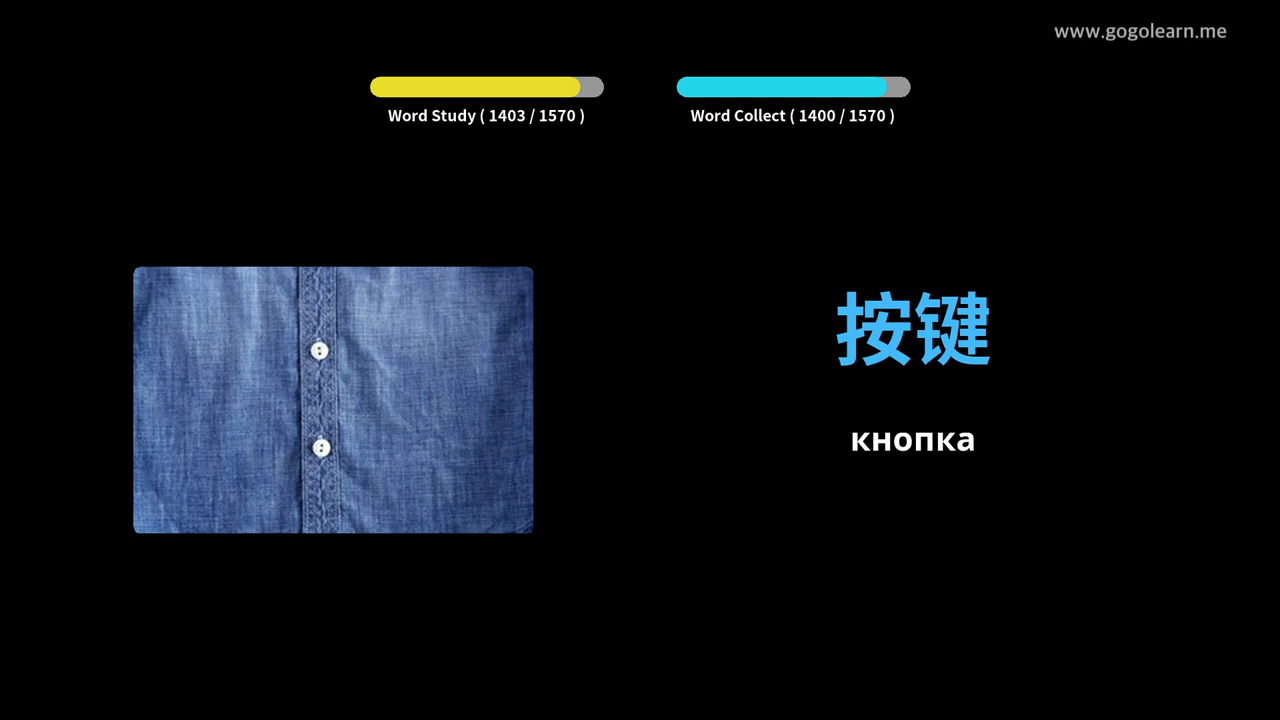 www.gogolearn.me
Word Study ( 1403 / 1570 )
Word Collect ( 1400 / 1570 )
按键
кнопка